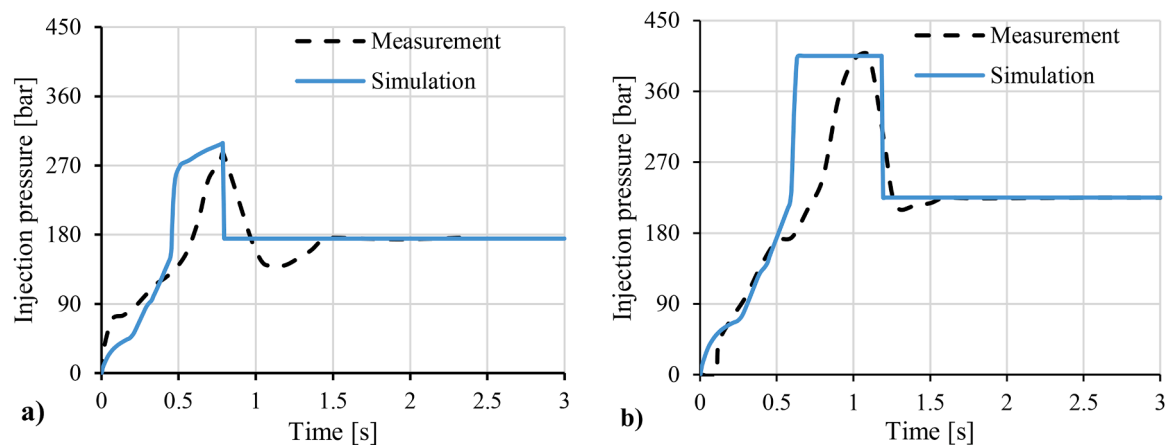 Injection pressure [bar]
450
360
270
180
90
0
Measurement
Simulation
0
0.5
1
1.5
2
2.5
3
Time [s]
a)
Injection pressure [bar]
450
360
270
180
90
0
Measurement
Simulation
0
0.5
1
1.5
2
2.5
3
Time [s]
b)